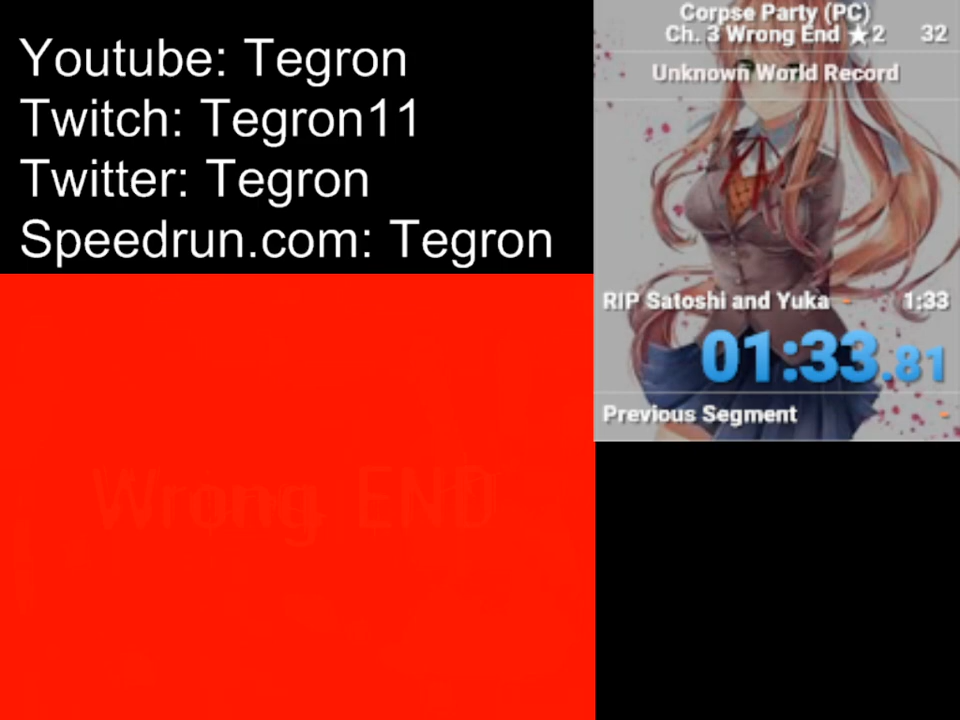 Youtube: Tegron
Twitch: Tegron11
Twitter: Tegron
Speedrun.com: Tegron
Corpse Party (PC)
Ch. 3 Wrong End ★2 32
Unknown World Record
RIP Satoshi and Yuka - 1:33
01:33.81
Previous Segment -
Wrong END